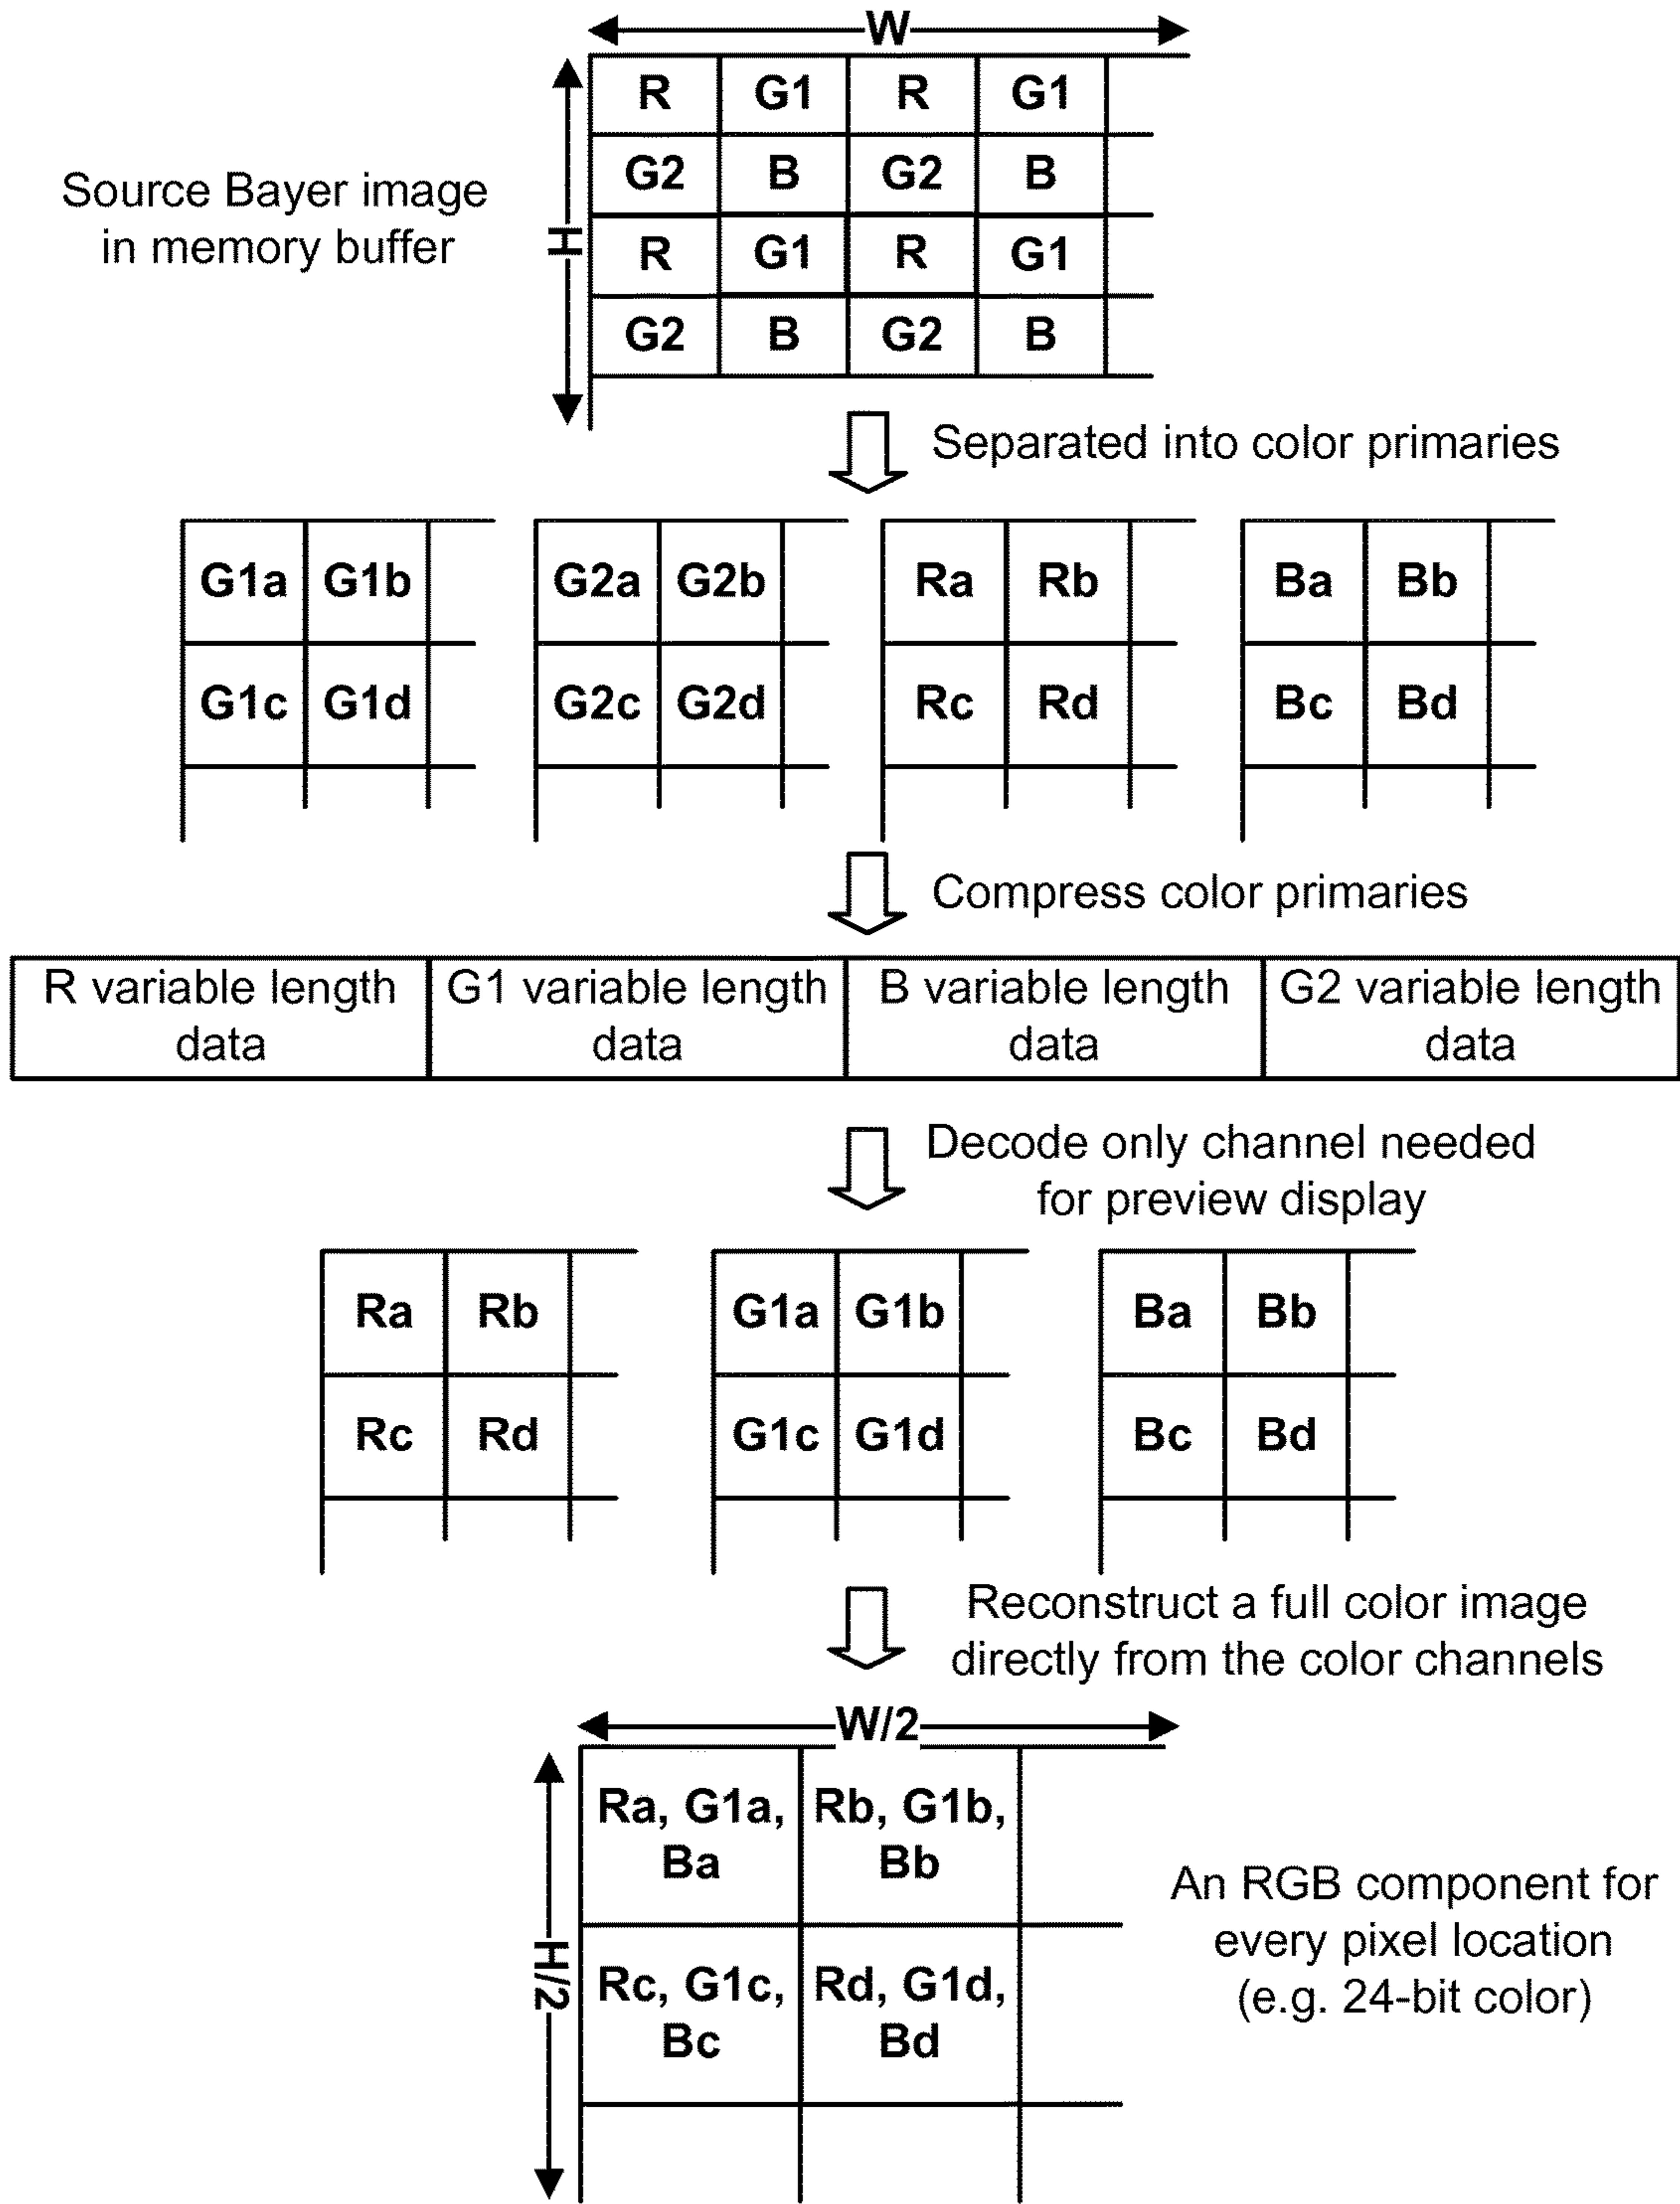 W
H
R G1 R G1
G2 B G2 B
R G1 R G1
G2 B G2 B
Source Bayer image
in memory buffer
Separated into color primaries
G1a G1b G2a G2b Ra Rb Ba Bb
G1c G1d G2c G2d Rc Rd Bc Bd
Compress color primaries
R variable length data
G1 variable length data
B variable length data
G2 variable length data
Decode only channel needed
for preview display
Ra Rb G1a G1b Ba Bb
Rc Rd G1c G1d Bc Bd
Reconstruct a full color image
directly from the color channels
W/2
H/2
Ra, G1a, Rb, G1b,
Ba Bb
Rc, G1c, Rd, G1d,
Bc Bd
An RGB component for
every pixel location
(e.g. 24-bit color)